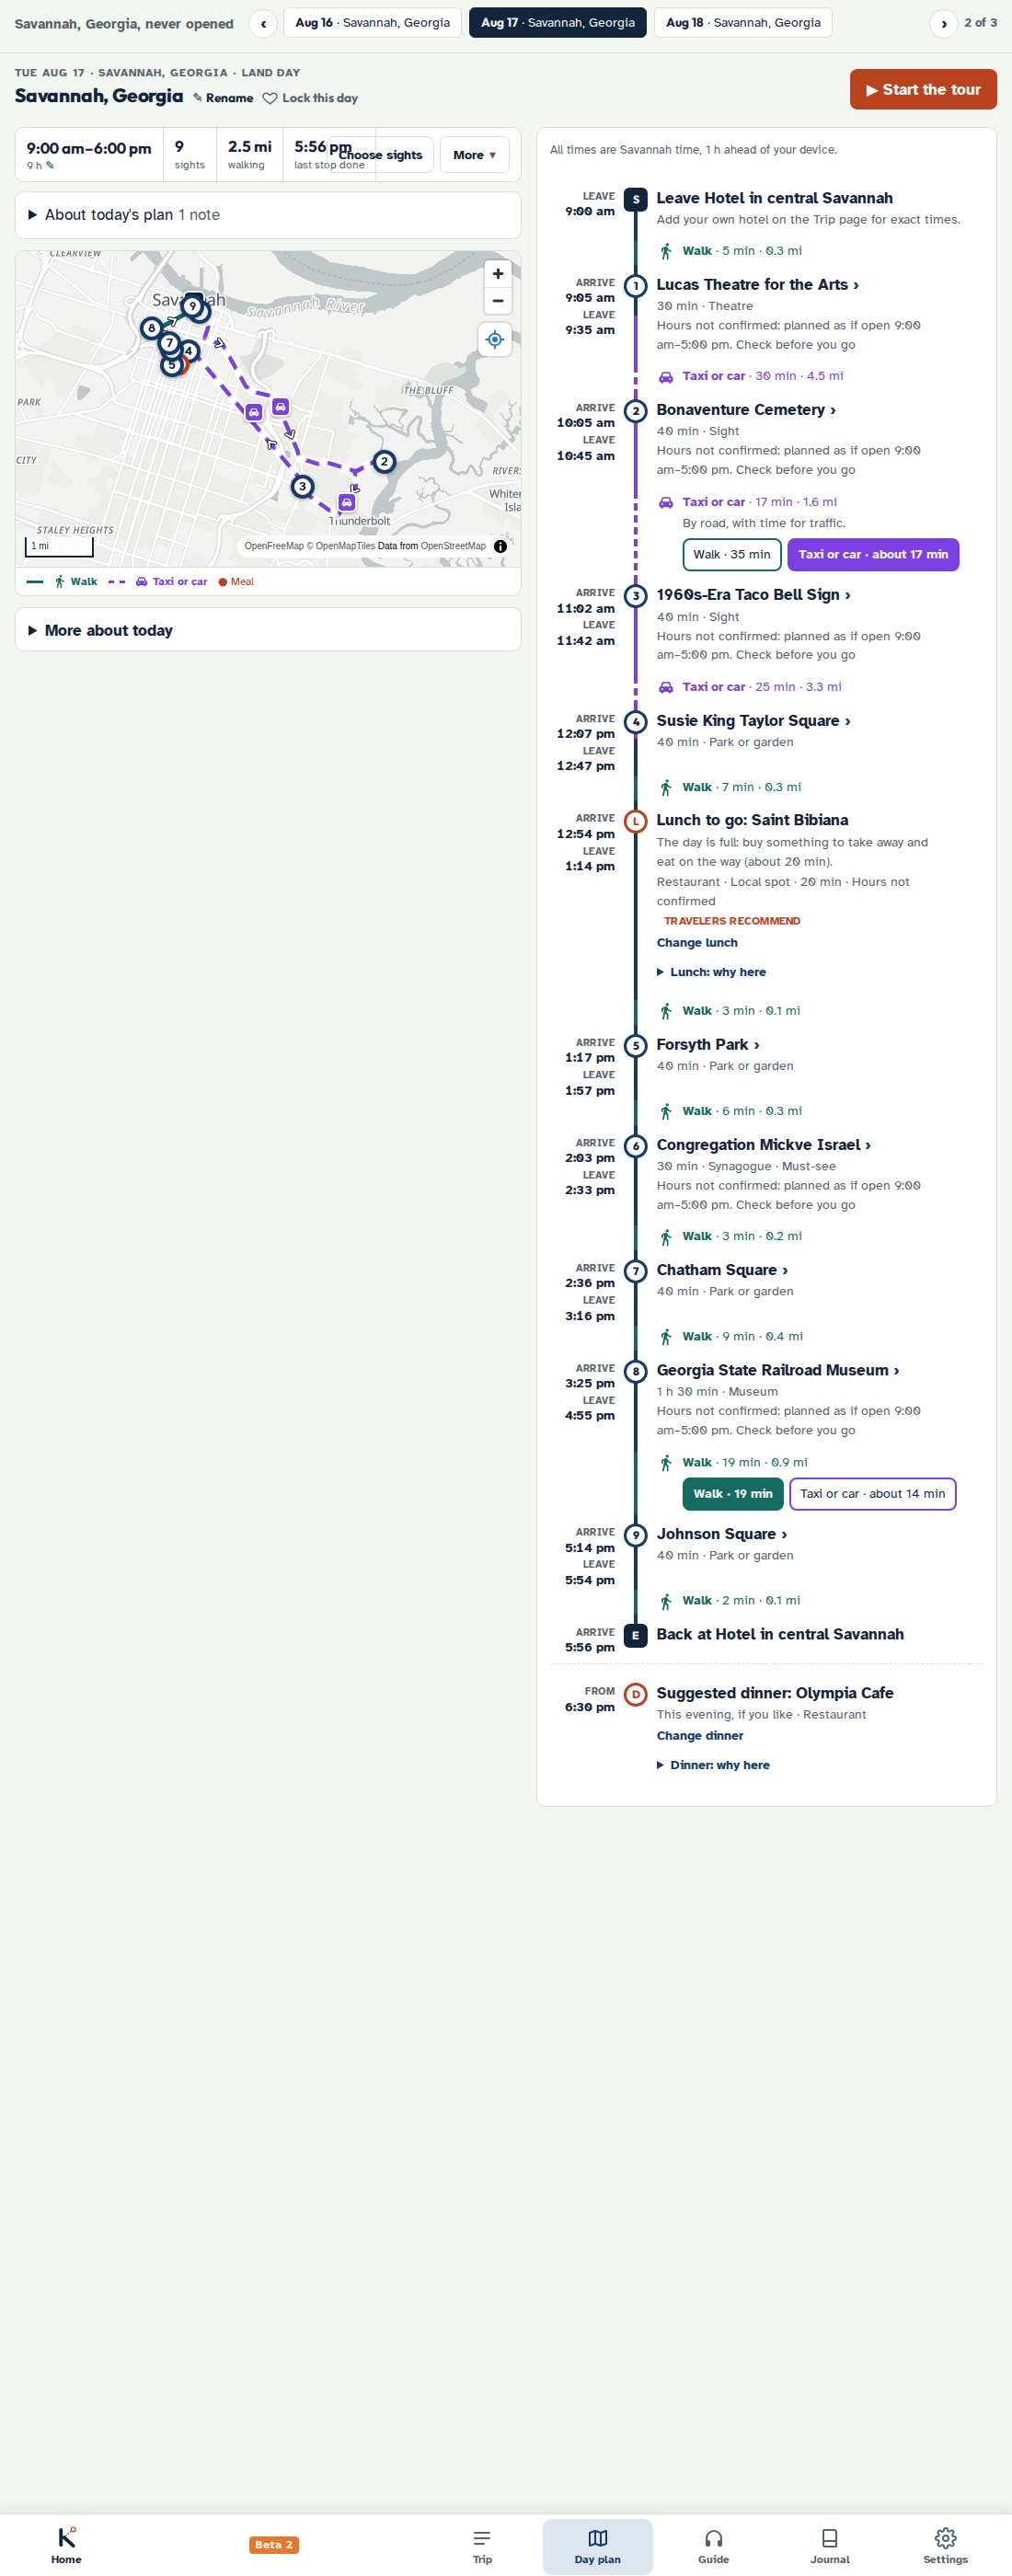 Savannah, Georgia, never opened
‹
Aug 16 · Savannah, Georgia
Aug 17 · Savannah, Georgia
Aug 18 · Savannah, Georgia
›
2 of 3
TUE AUG 17 · SAVANNAH, GEORGIA · LAND DAY
Savannah, Georgia ✎ Rename Lock this day
▶ Start the tour
9:00 am–6:00 pm
9 h ✎
9
sights
2.5 mi
walking
5:56 pm
last stop done
Choose sights
More ▾
▶ About today's plan 1 note
CLEARVIEW
Savannah River
THE BLUFF
PARK
CITY
STALEY HEIGHTS
Thunderbolt
1 mi
OpenFreeMap © OpenMapTiles Data from OpenStreetMap
9
8
7
4
5
2
3
+
−
Walk Taxi or car Meal
▶ More about today
All times are Savannah time, 1 h ahead of your device.
LEAVE
9:00 am
S
Leave Hotel in central Savannah
Add your own hotel on the Trip page for exact times.
Walk · 5 min · 0.3 mi
ARRIVE
9:05 am
LEAVE
9:35 am
1
Lucas Theatre for the Arts ›
30 min · Theatre
Hours not confirmed: planned as if open 9:00
am–5:00 pm. Check before you go
Taxi or car · 30 min · 4.5 mi
ARRIVE
10:05 am
LEAVE
10:45 am
2
Bonaventure Cemetery ›
40 min · Sight
Hours not confirmed: planned as if open 9:00
am–5:00 pm. Check before you go
Taxi or car · 17 min · 1.6 mi
By road, with time for traffic.
Walk · 35 min
Taxi or car · about 17 min
ARRIVE
11:02 am
LEAVE
11:42 am
3
1960s-Era Taco Bell Sign ›
40 min · Sight
Hours not confirmed: planned as if open 9:00
am–5:00 pm. Check before you go
Taxi or car · 25 min · 3.3 mi
ARRIVE
12:07 pm
LEAVE
12:47 pm
4
Susie King Taylor Square ›
40 min · Park or garden
Walk · 7 min · 0.3 mi
ARRIVE
12:54 pm
LEAVE
1:14 pm
L
Lunch to go: Saint Bibiana
The day is full: buy something to take away and
eat on the way (about 20 min).
Restaurant · Local spot · 20 min · Hours not
confirmed
TRAVELERS RECOMMEND
Change lunch
▶ Lunch: why here
Walk · 3 min · 0.1 mi
ARRIVE
1:17 pm
LEAVE
1:57 pm
5
Forsyth Park ›
40 min · Park or garden
Walk · 6 min · 0.3 mi
ARRIVE
2:03 pm
LEAVE
2:33 pm
6
Congregation Mickve Israel ›
30 min · Synagogue · Must-see
Hours not confirmed: planned as if open 9:00
am–5:00 pm. Check before you go
Walk · 3 min · 0.2 mi
ARRIVE
2:36 pm
LEAVE
3:16 pm
7
Chatham Square ›
40 min · Park or garden
Walk · 9 min · 0.4 mi
ARRIVE
3:25 pm
LEAVE
4:55 pm
8
Georgia State Railroad Museum ›
1 h 30 min · Museum
Hours not confirmed: planned as if open 9:00
am–5:00 pm. Check before you go
Walk · 19 min · 0.9 mi
Walk · 19 min
Taxi or car · about 14 min
ARRIVE
5:14 pm
LEAVE
5:54 pm
9
Johnson Square ›
40 min · Park or garden
Walk · 2 min · 0.1 mi
ARRIVE
5:56 pm
E
Back at Hotel in central Savannah
FROM
6:30 pm
D
Suggested dinner: Olympia Cafe
This evening, if you like · Restaurant
Change dinner
▶ Dinner: why here
Home
Beta 2
Trip
Day plan
Guide
Journal
Settings